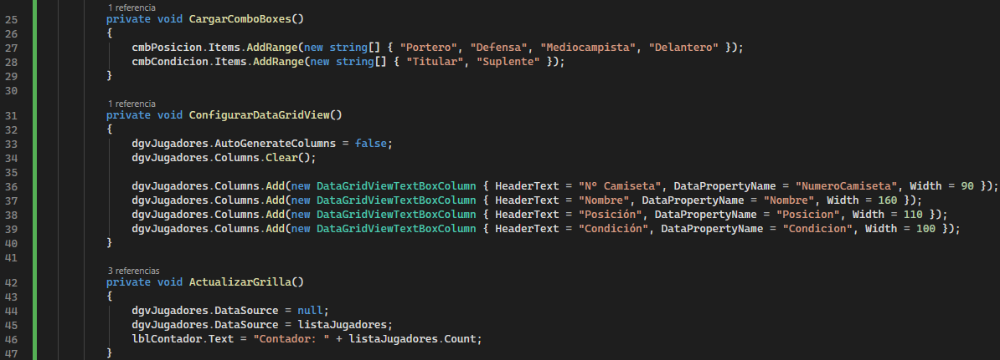 1 referencia
25 private void CargarComboBoxes()
26 {
27 cmbPosicion.Items.AddRange(new string[] { "Portero", "Defensa", "Mediocampista", "Delantero" });
28 cmbCondicion.Items.AddRange(new string[] { "Titular", "Suplente" });
29 }
30
1 referencia
31 private void ConfigurarDataGridView()
32 {
33 dgvJugadores.AutoGenerateColumns = false;
34 dgvJugadores.Columns.Clear();
35
36 dgvJugadores.Columns.Add(new DataGridViewTextBoxColumn { HeaderText = "Nº Camiseta", DataPropertyName = "NumeroCamiseta", Width = 90 });
37 dgvJugadores.Columns.Add(new DataGridViewTextBoxColumn { HeaderText = "Nombre", DataPropertyName = "Nombre", Width = 160 });
38 dgvJugadores.Columns.Add(new DataGridViewTextBoxColumn { HeaderText = "Posición", DataPropertyName = "Posicion", Width = 110 });
39 dgvJugadores.Columns.Add(new DataGridViewTextBoxColumn { HeaderText = "Condición", DataPropertyName = "Condicion", Width = 100 });
40 }
41
3 referencias
42 private void ActualizarGrilla()
43 {
44 dgvJugadores.DataSource = null;
45 dgvJugadores.DataSource = listaJugadores;
46 lblContador.Text = "Contador: " + listaJugadores.Count;
47 }